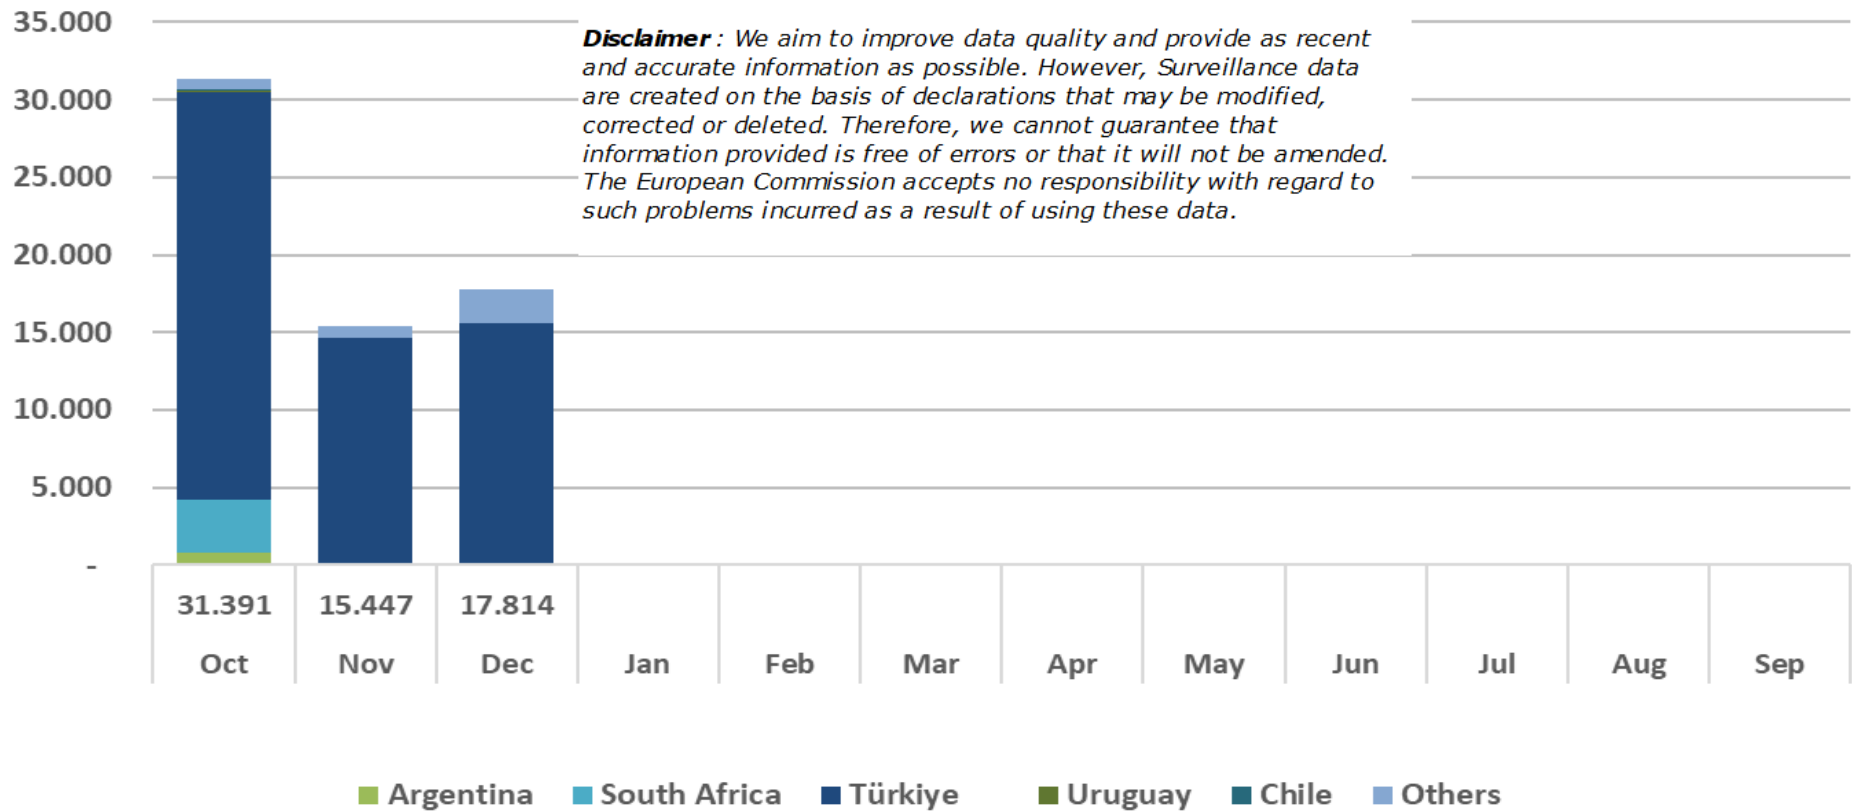 35.000
30.000
25.000
20.000
15.000
10.000
5.000
-
Disclaimer : We aim to improve data quality and provide as recent
and accurate information as possible. However, Surveillance data
are created on the basis of declarations that may be modified,
corrected or deleted. Therefore, we cannot guarantee that
information provided is free of errors or that it will not be amended.
The European Commission accepts no responsibility with regard to
such problems incurred as a result of using these data.
31.391 15.447 17.814
Oct Nov Dec Jan Feb Mar Apr May Jun Jul Aug Sep
Argentina South Africa Türkiye Uruguay Chile Others